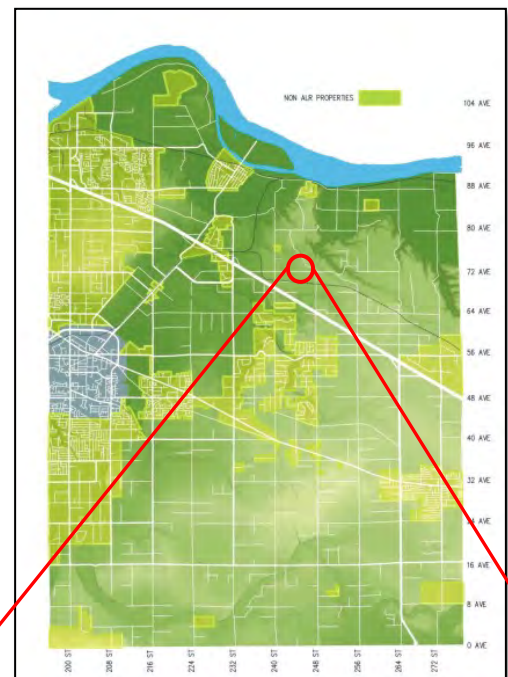 NON ALR PROPERTIES
104 AVE
96 AVE
88 AVE
80 AVE
72 AVE
64 AVE
56 AVE
48 AVE
40 AVE
32 AVE
24 AVE
16 AVE
8 AVE
0 AVE
200 ST
208 ST
216 ST
224 ST
232 ST
240 ST
248 ST
256 ST
264 ST
272 ST